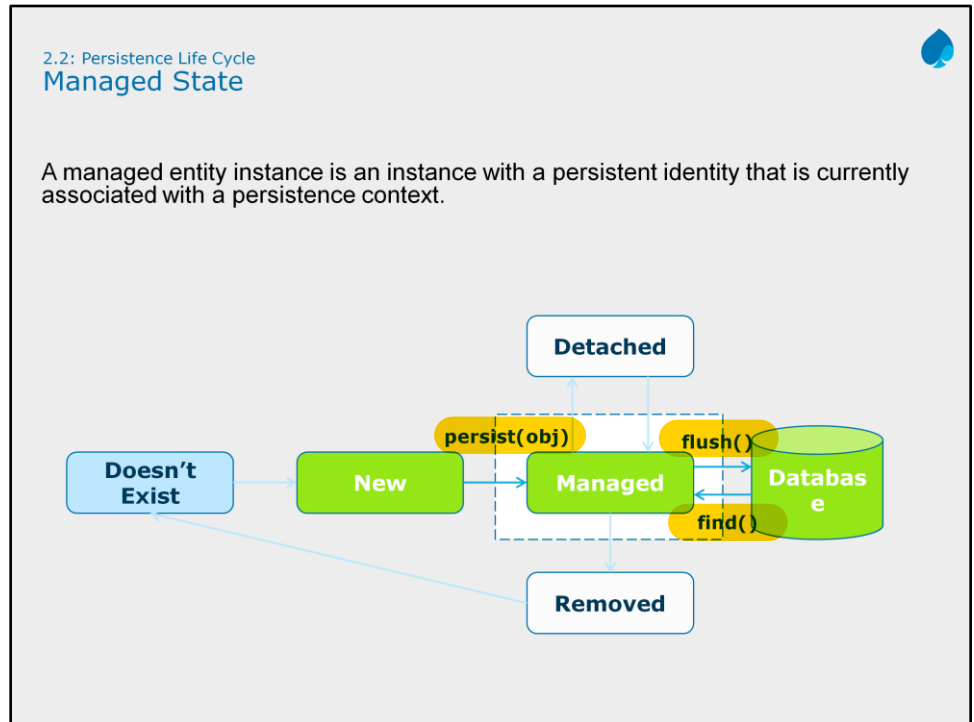 2.2: Persistence Life Cycle
Managed State
A managed entity instance is an instance with a persistent identity that is currently
associated with a persistence context.
Detached
persist(obj)
flush()
Doesn't
Exist
New
Managed
Databas
e
find()
Removed